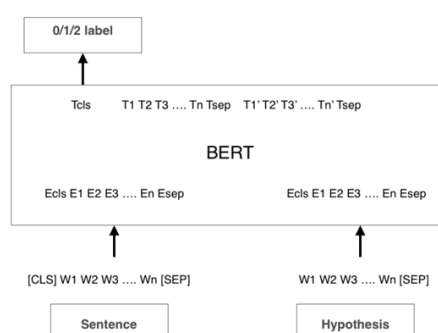 0/1/2 label
Tcls T1 T2 T3 .... Tn Tsep T1' T2' T3' .... Tn' Tsep
BERT
Ecls E1 E2 E3 .... En Esep Ecls E1 E2 E3 .... En Esep
[CLS] W1 W2 W3 .... Wn [SEP] W1 W2 W3 .... Wn [SEP]
Sentence Hypothesis